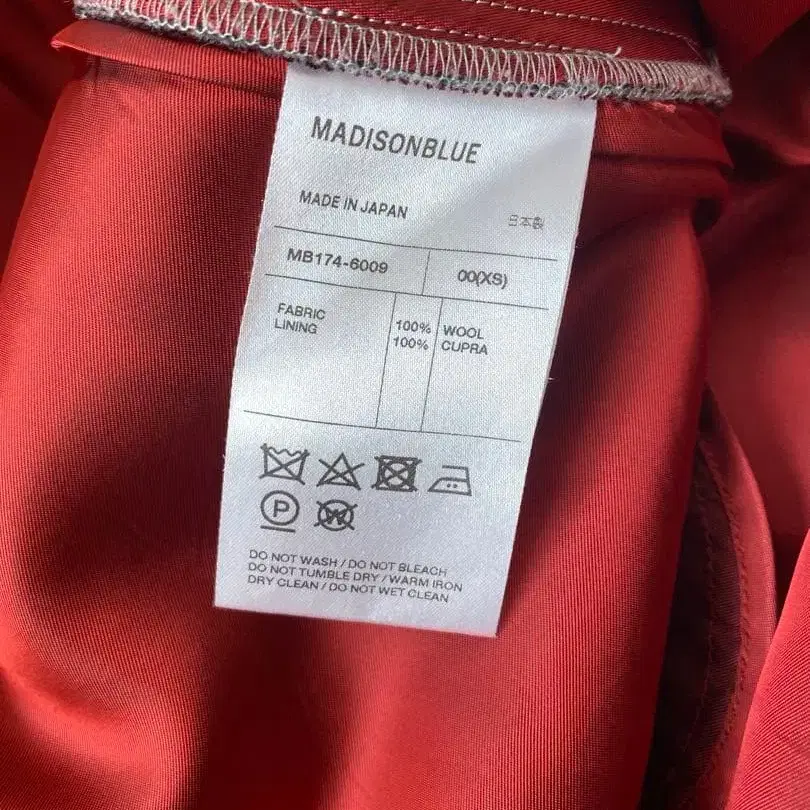 MADISONBLUE
MADE IN JAPAN 日本製
MB174-6009 00(XS)
FABRIC 100% WOOL
LINING 100% CUPRA
P W
DO NOT WASH / DO NOT BLEACH
DO NOT TUMBLE DRY / WARM IRON
DRY CLEAN / DO NOT WET CLEAN